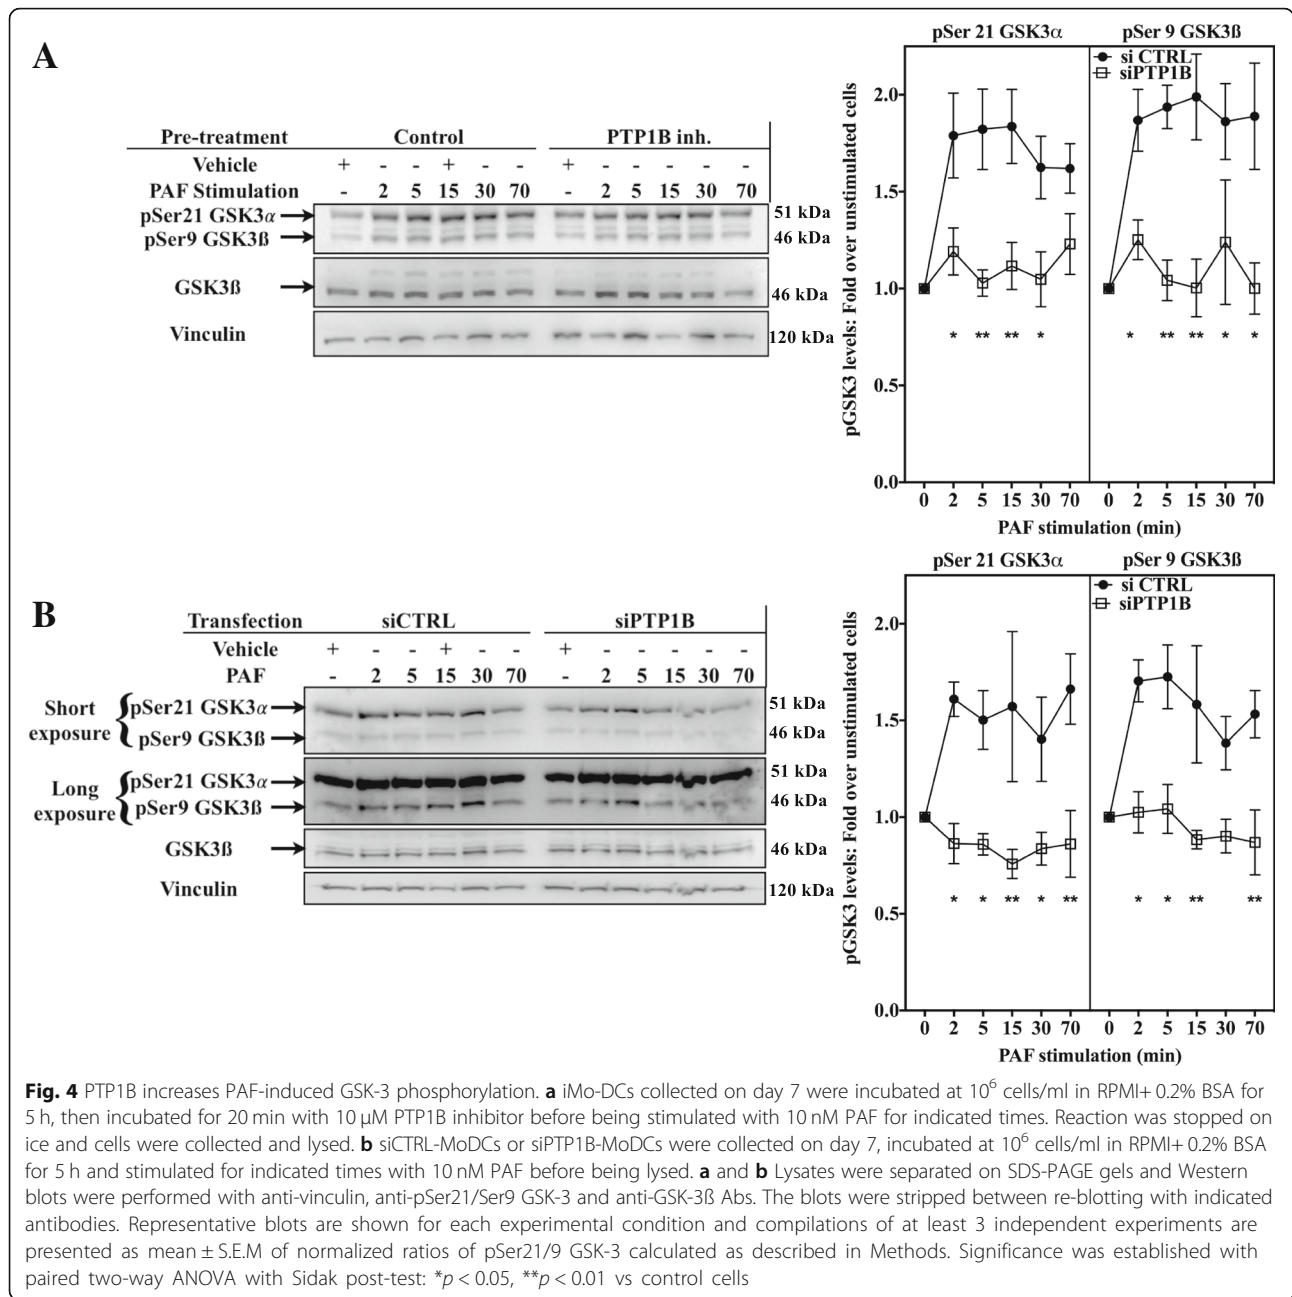 A
Pre-treatment Control PTP1B inh.
Vehicle + - - + - - + - - - - -
PAF Stimulation - 2 5 15 30 70 - 2 5 15 30 70
pSer21 GSK3α 51 kDa
pSer9 GSK3ß 46 kDa
GSK3ß 46 kDa
Vinculin 120 kDa
pSer 21 GSK3α pSer 9 GSK3ß
si CTRL
siPTP1B
pGSK3 levels: Fold over unstimulated cells
2.0
1.5
1.0
* ** ** * * ** ** * *
0.5
0.0
0 2 5 15 30 70 0 2 5 15 30 70
PAF stimulation (min)
B
Transfection siCTRL siPTP1B
Vehicle + - - + - - + - - - - -
PAF - 2 5 15 30 70 - 2 5 15 30 70
Short exposure { pSer21 GSK3α 51 kDa
pSer9 GSK3ß 46 kDa
Long exposure { pSer21 GSK3α 51 kDa
pSer9 GSK3ß 46 kDa
GSK3ß 46 kDa
Vinculin 120 kDa
pSer 21 GSK3α pSer 9 GSK3ß
si CTRL
siPTP1B
pGSK3 levels: Fold over unstimulated cells
2.0
1.5
1.0
* * ** * ** * * ** **
0.5
0.0
0 2 5 15 30 70 0 2 5 15 30 70
PAF stimulation (min)
Fig. 4 PTP1B increases PAF-induced GSK-3 phosphorylation. a iMo-DCs collected on day 7 were incubated at 10⁶ cells/ml in RPMI+ 0.2% BSA for
5 h, then incubated for 20 min with 10 μM PTP1B inhibitor before being stimulated with 10 nM PAF for indicated times. Reaction was stopped on
ice and cells were collected and lysed. b siCTRL-MoDCs or siPTP1B-MoDCs were collected on day 7, incubated at 10⁶ cells/ml in RPMI+ 0.2% BSA
for 5 h and stimulated for indicated times with 10 nM PAF before being lysed. a and b Lysates were separated on SDS-PAGE gels and Western
blots were performed with anti-vinculin, anti-pSer21/Ser9 GSK-3 and anti-GSK-3ß Abs. The blots were stripped between re-blotting with indicated
antibodies. Representative blots are shown for each experimental condition and compilations of at least 3 independent experiments are
presented as mean ± S.E.M of normalized ratios of pSer21/9 GSK-3 calculated as described in Methods. Significance was established with
paired two-way ANOVA with Sidak post-test: *p < 0.05, **p < 0.01 vs control cells